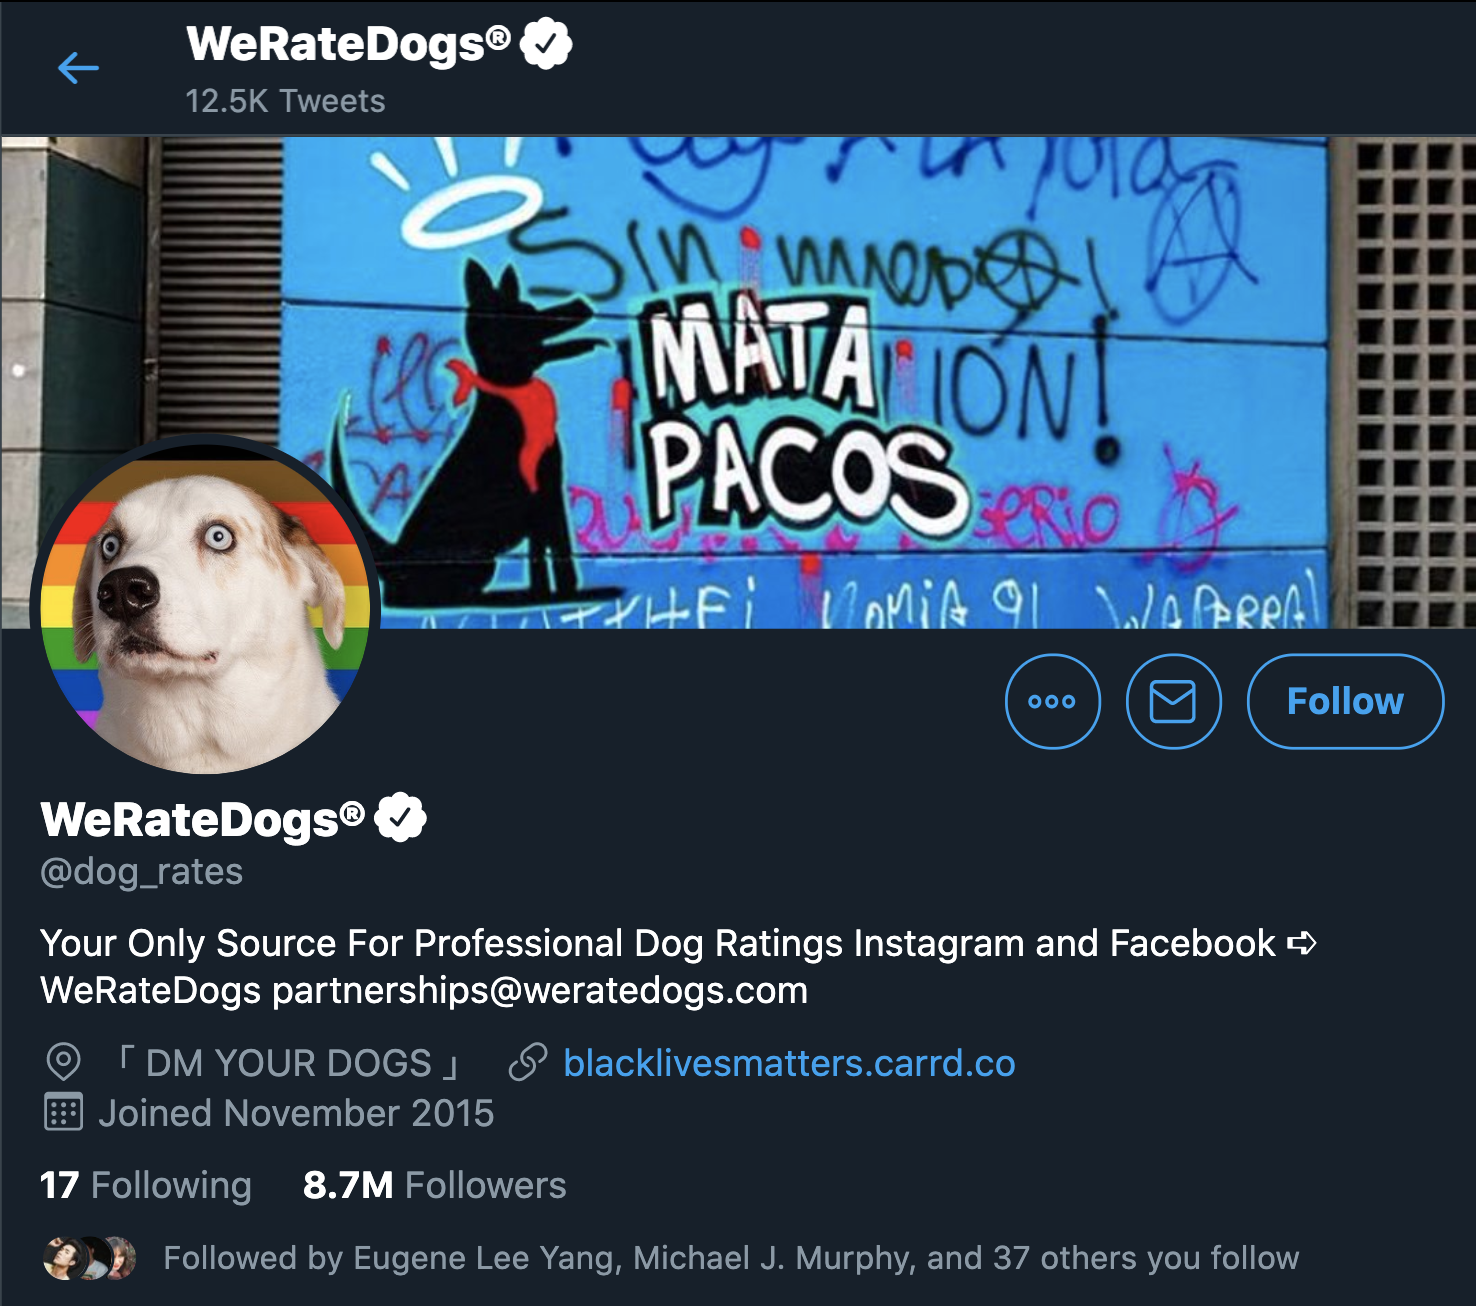 WeRateDogs®
12.5K Tweets
Sin miedo!
MATA
IÓN!
PACOS
SERIO
WeRateDogs®
@dog_rates
Follow
Your Only Source For Professional Dog Ratings Instagram and Facebook ➩
WeRateDogs partnerships@weratedogs.com
「 DM YOUR DOGS 」 blacklivesmatters.carrd.co
Joined November 2015
17 Following 8.7M Followers
Followed by Eugene Lee Yang, Michael J. Murphy, and 37 others you follow